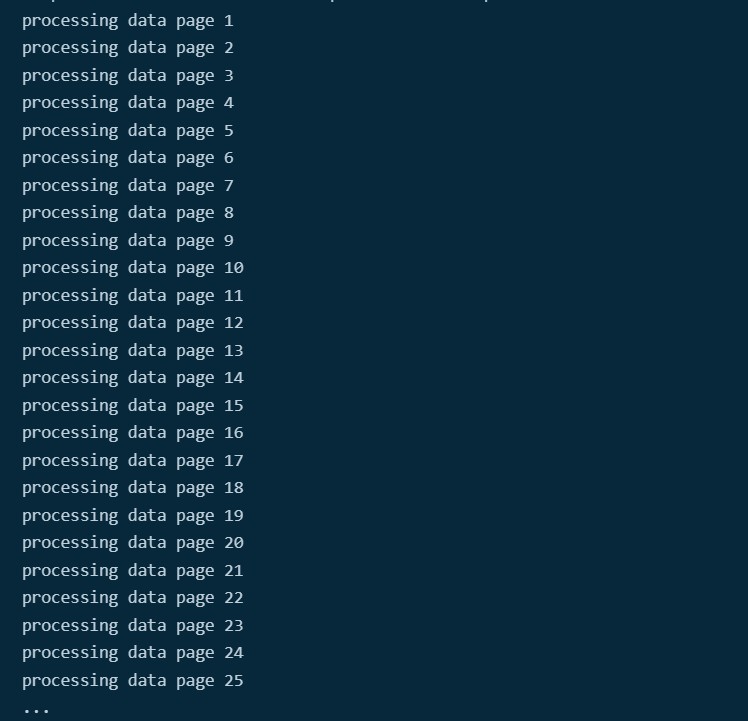 processing data page 1
processing data page 2
processing data page 3
processing data page 4
processing data page 5
processing data page 6
processing data page 7
processing data page 8
processing data page 9
processing data page 10
processing data page 11
processing data page 12
processing data page 13
processing data page 14
processing data page 15
processing data page 16
processing data page 17
processing data page 18
processing data page 19
processing data page 20
processing data page 21
processing data page 22
processing data page 23
processing data page 24
processing data page 25
...